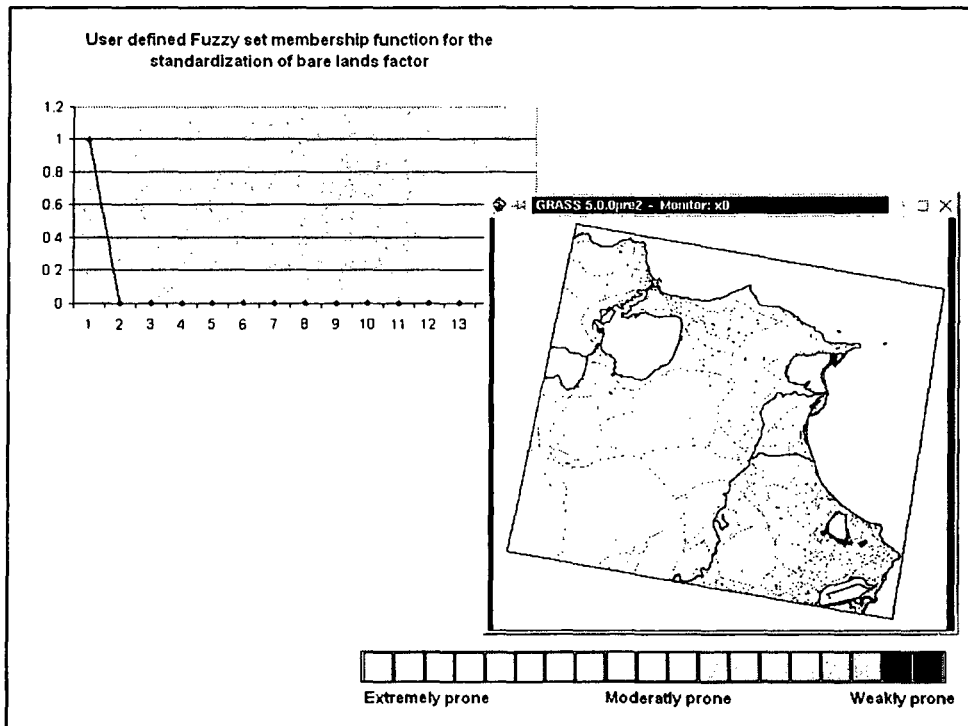 User defined Fuzzy set membership function for the
standardization of bare lands factor
1.2
1
0.8
0.6
0.4
0.2
0
1 2 3 4 5 6 7 8 9 10 11 12 13
GRASS 5.0.0pre2 - Monitor: x0
Extremely prone Moderatly prone Weakly prone